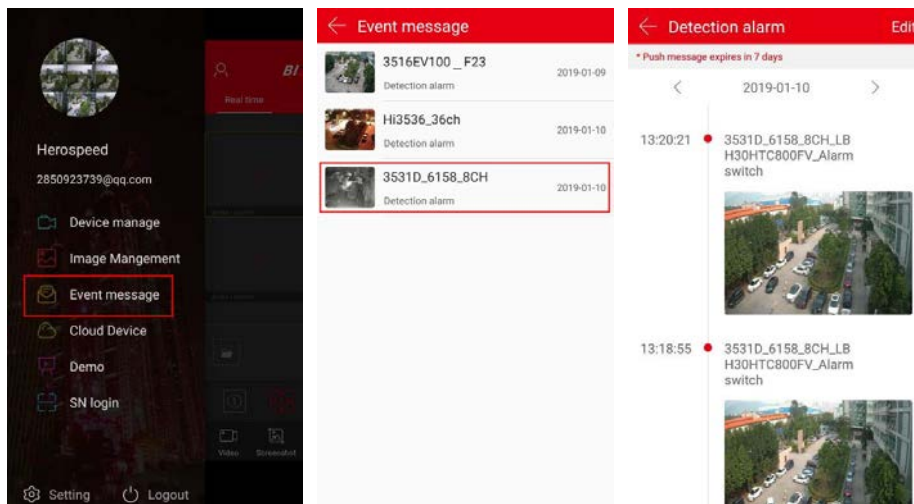 Herospeed
2850923739@qq.com
Device manage
Image Mangement
Event message
Cloud Device
Demo
SN login
Setting
Logout
BI
Real time
Video
Screenshot
Event message
3516EV100 _ F23
Detection alarm
2019-01-09
Hi3536_36ch
Detection alarm
2019-01-10
3531D_6158_8CH
Detection alarm
2019-01-10
Detection alarm
Edit
* Push message expires in 7 days
2019-01-10
13:20:21
3531D_6158_8CH_LB
H30HTC800FV_Alarm
switch
13:18:55
3531D_6158_8CH_LB
H30HTC800FV_Alarm
switch